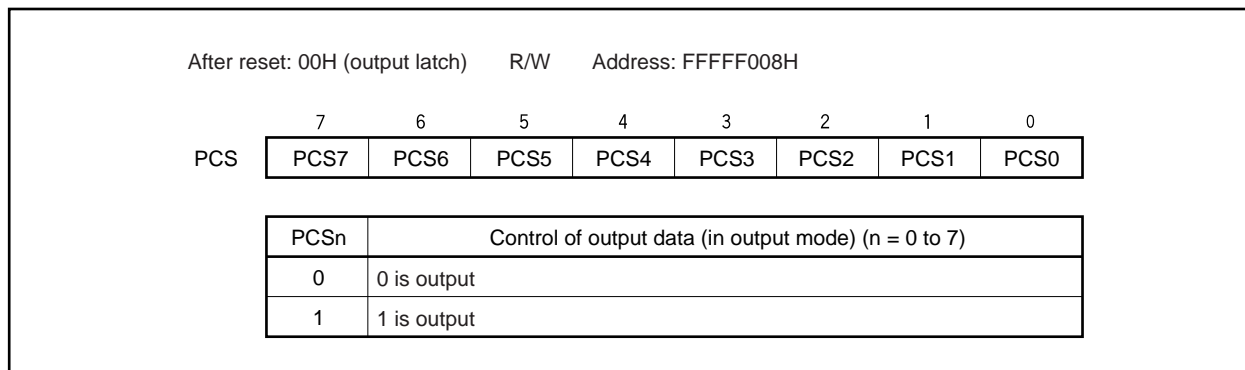 After reset: 00H (output latch) R/W Address: FFFFF008H
7 6 5 4 3 2 1 0
PCS PCS7 PCS6 PCS5 PCS4 PCS3 PCS2 PCS1 PCS0
PCSn Control of output data (in output mode) (n = 0 to 7)
0 0 is output
1 1 is output